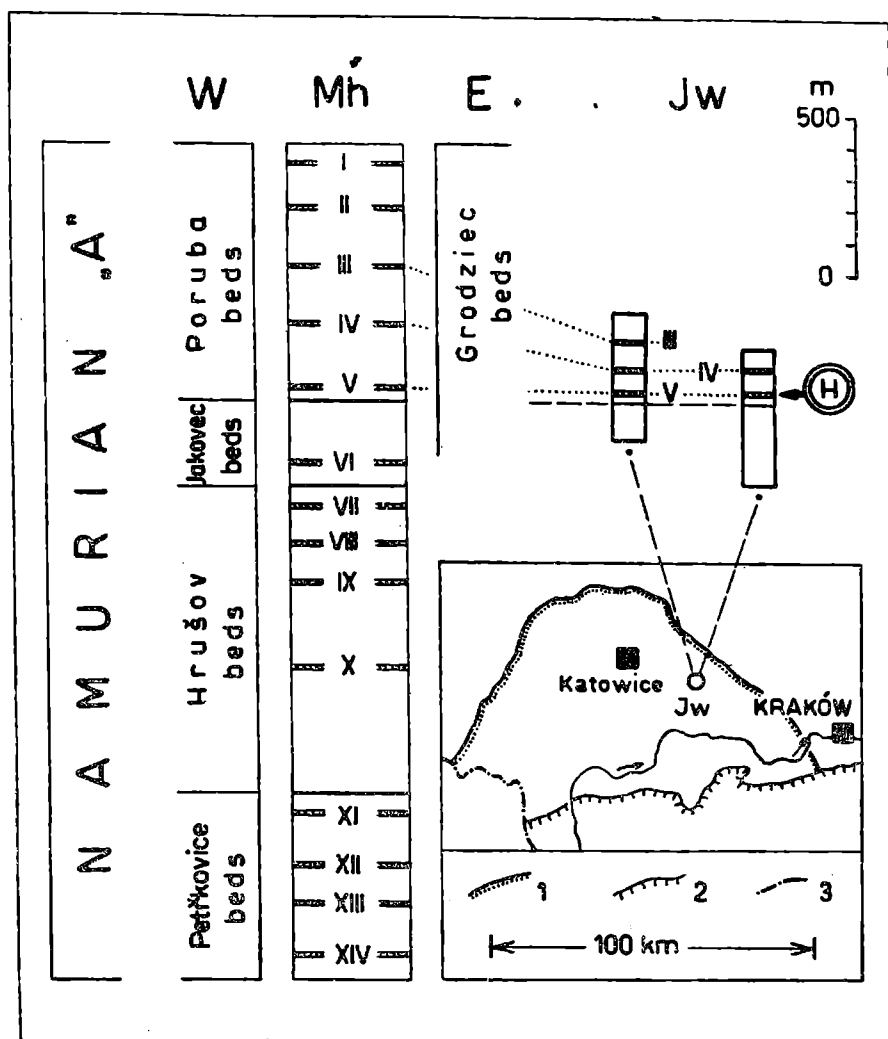 W Mh E. Jw m
500
0
NAMURIAN „A"
Poruba beds
Jakovec beds
Hrušov beds
Petřkovice beds
I
II
III
IV
V
VI
VII
VIII
IX
X
XI
XII
XIII
XIV
Grodziec beds
III
IV
V
H
Katowice
Jw
KRAKÓW
1 2 3
100 km